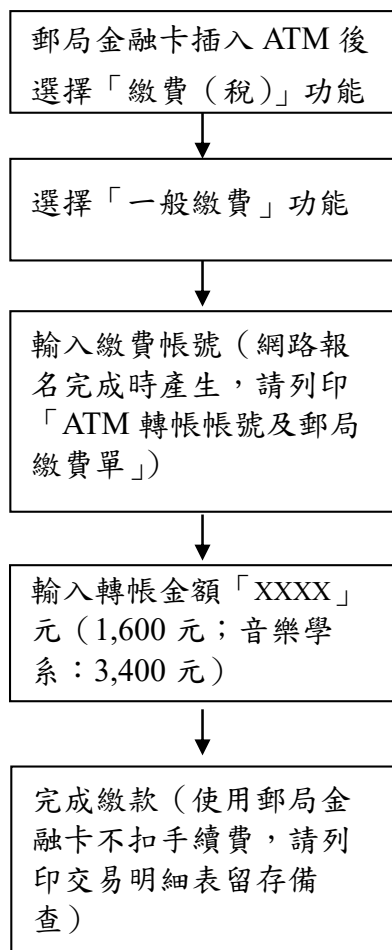 郵局金融卡插入 ATM 後
選擇「繳費（稅）」功能
選擇「一般繳費」功能
輸入繳費帳號（網路報
名完成時產生，請列印
「ATM 轉帳帳號及郵局
繳費單」）
輸入轉帳金額「XXXX」
元（1,600 元；音樂學
系：3,400 元）
完成繳款（使用郵局金
融卡不扣手續費，請列
印交易明細表留存備
查）